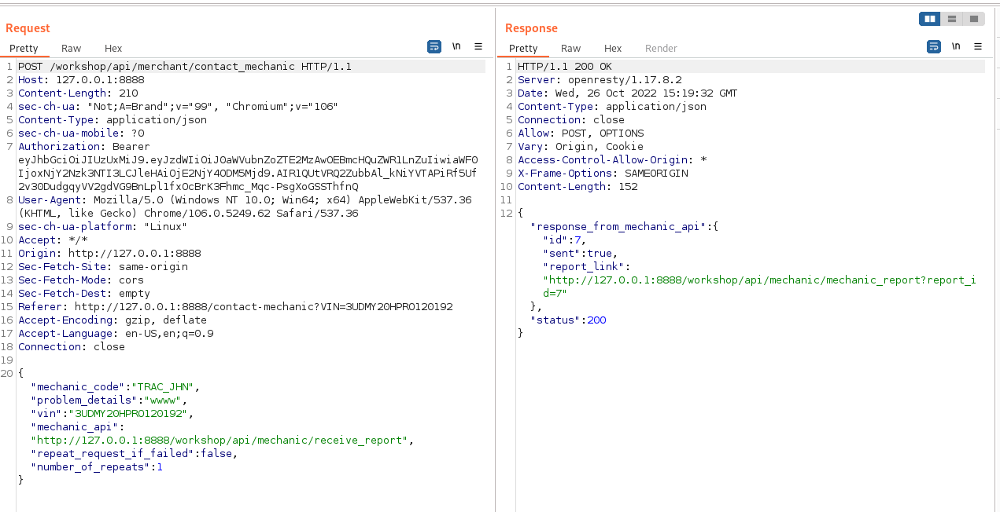 Request
Pretty Raw Hex
\n
1 POST /workshop/api/merchant/contact_mechanic HTTP/1.1
2 Host: 127.0.0.1:8888
3 Content-Length: 210
4 sec-ch-ua: "Not;A=Brand";v="99", "Chromium";v="106"
5 Content-Type: application/json
6 sec-ch-ua-mobile: ?0
7 Authorization: Bearer
eyJhbGciOiJIUzUxMiJ9.eyJzdWIiOiJ0aWVubnZoZTE2MzAwOEBmcHQuZWR1LnZuIiwiaWF0
IjoxNjY2Nzk3NTI3LCJleHAiOjE2NjY4ODM5Mjd9.AIR1QUtVRQ2ZubbAl_kNiYVTAPiRf5Uf
2v30DudgqyVV2gdVG9BnLpl1fxOcBrK3Fhmc_Mqc-PsgXoGSSThfnQ
8 User-Agent: Mozilla/5.0 (Windows NT 10.0; Win64; x64) AppleWebKit/537.36
(KHTML, like Gecko) Chrome/106.0.5249.62 Safari/537.36
9 sec-ch-ua-platform: "Linux"
10 Accept: */*
11 Origin: http://127.0.0.1:8888
12 Sec-Fetch-Site: same-origin
13 Sec-Fetch-Mode: cors
14 Sec-Fetch-Dest: empty
15 Referer: http://127.0.0.1:8888/contact-mechanic?VIN=3UDMY20HPRO120192
16 Accept-Encoding: gzip, deflate
17 Accept-Language: en-US,en;q=0.9
18 Connection: close
19
20 {
"mechanic_code":"TRAC_JHN",
"problem_details":"wwww",
"vin":"3UDMY20HPRO120192",
"mechanic_api":
"http://127.0.0.1:8888/workshop/api/mechanic/receive_report",
"repeat_request_if_failed":false,
"number_of_repeats":1
}
Response
Pretty Raw Hex Render
\n
1 HTTP/1.1 200 OK
2 Server: openresty/1.17.8.2
3 Date: Wed, 26 Oct 2022 15:19:32 GMT
4 Content-Type: application/json
5 Connection: close
6 Allow: POST, OPTIONS
7 Vary: Origin, Cookie
8 Access-Control-Allow-Origin: *
9 X-Frame-Options: SAMEORIGIN
10 Content-Length: 152
11
12 {
"response_from_mechanic_api":{
"id":7,
"sent":true,
"report_link":
"http://127.0.0.1:8888/workshop/api/mechanic/mechanic_report?report_i
d=7"
},
"status":200
}